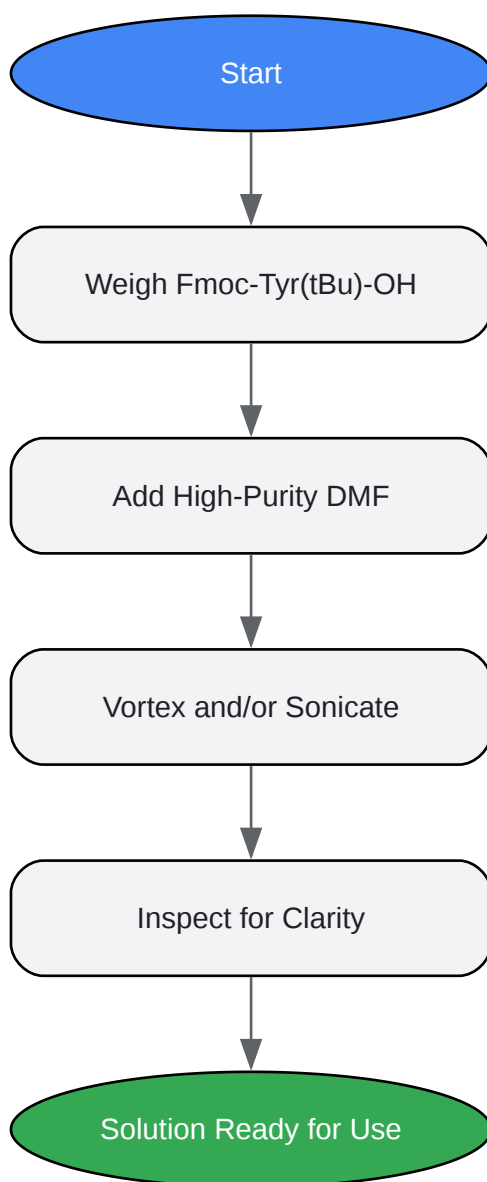 Start
Weigh Fmoc-Tyr(tBu)-OH
Add High-Purity DMF
Vortex and/or Sonicate
Inspect for Clarity
Solution Ready for Use